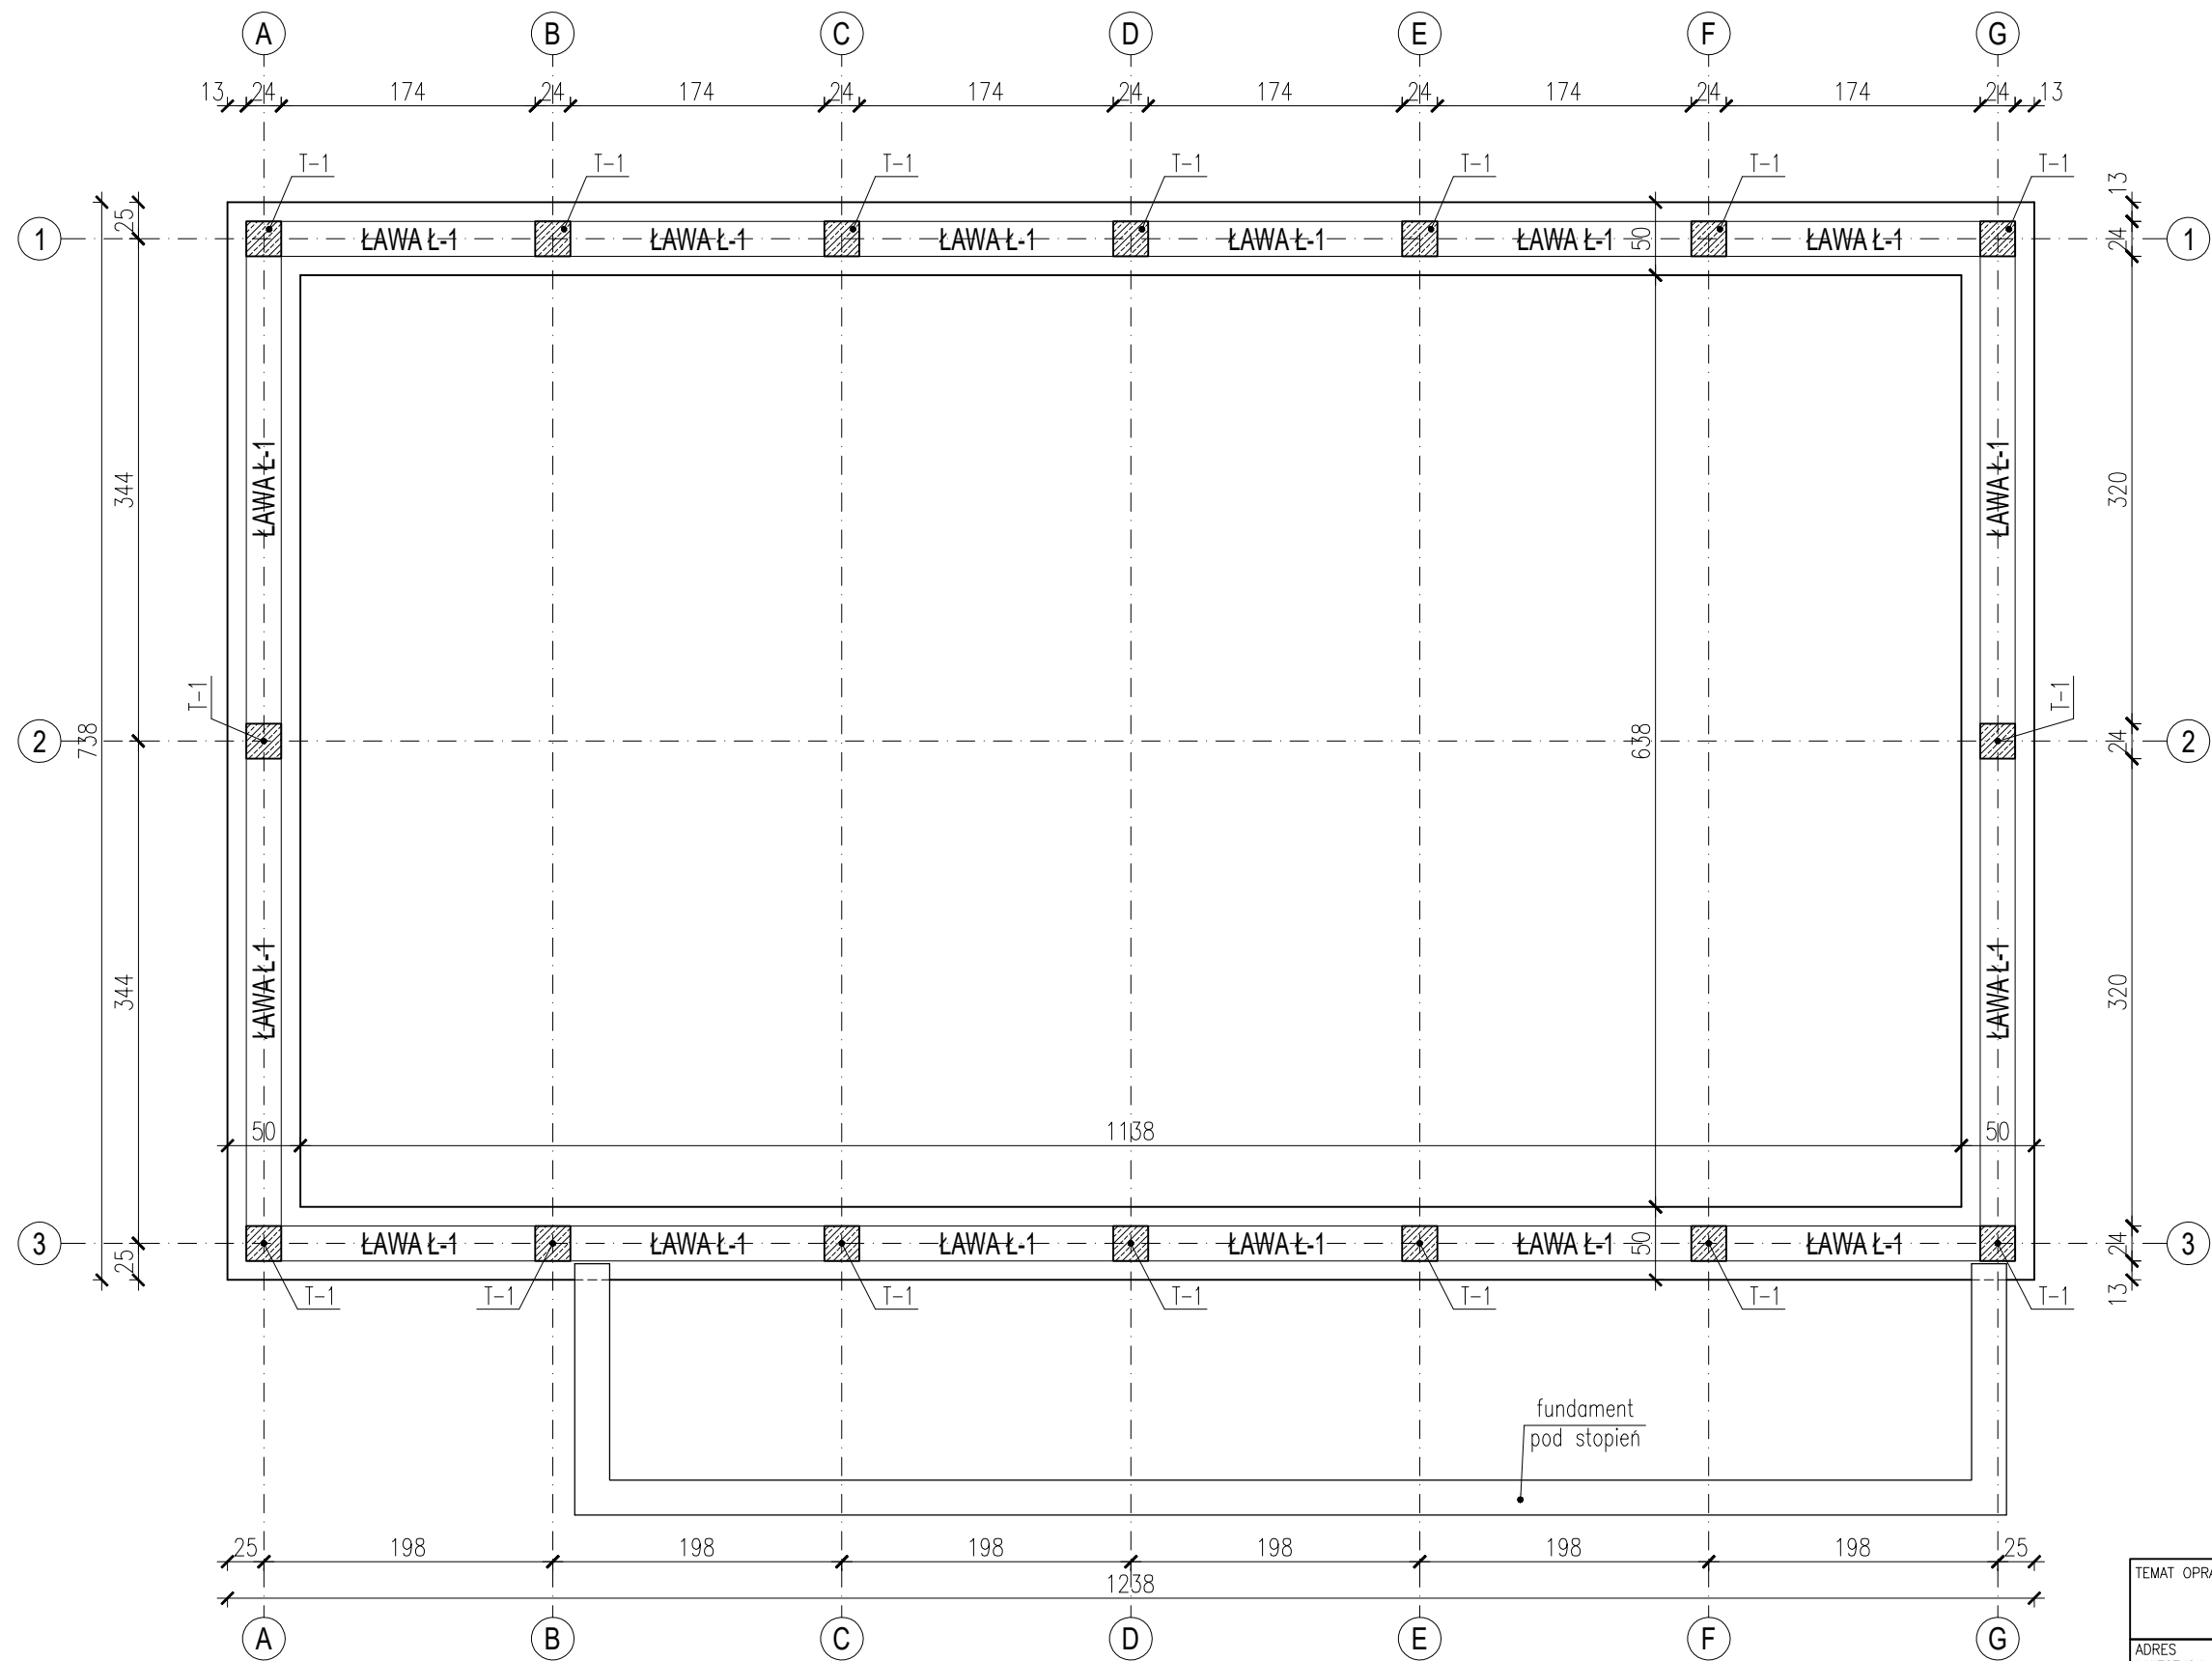 A B C D E F G
13 24 174 24 174 24 174 24 174 24 174 24 174 24 13
T-1 T-1 T-1 T-1 T-1 T-1 T-1
25 13
1 ŁAWA Ł-1 ŁAWA Ł-1 ŁAWA Ł-1 ŁAWA Ł-1 ŁAWA Ł-1 50 ŁAWA Ł-1 24 1
344 ŁAWA Ł-1 ŁAWA Ł-1 320
T-1 T-1
2 738 638 24 2
344 ŁAWA Ł-1 ŁAWA Ł-1 320
50 1138 50
3 ŁAWA Ł-1 ŁAWA Ł-1 ŁAWA Ł-1 ŁAWA Ł-1 ŁAWA Ł-1 50 ŁAWA Ł-1 24 3
25 13
T-1 T-1 T-1 T-1 T-1 T-1 T-1
fundament
pod stopień
25 198 198 198 198 198 198 25
1238
A B C D E F G
TEMAT
ADRES